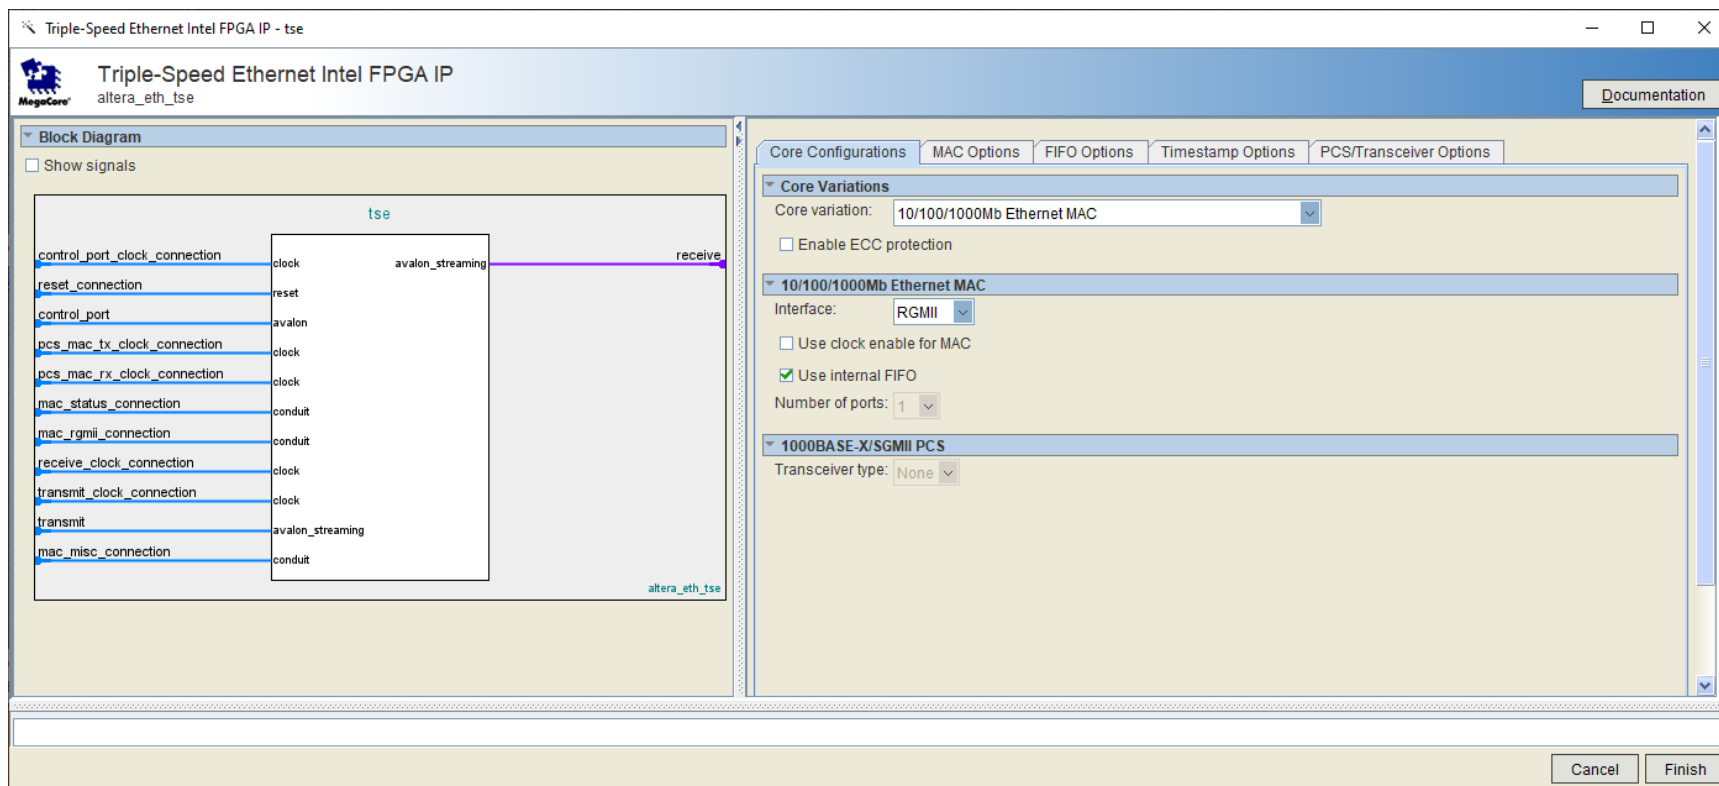 Triple-Speed Ethernet Intel FPGA IP - tse
MegaCore®
Triple-Speed Ethernet Intel FPGA IP
altera_eth_tse
Documentation
Block Diagram
Show signals
tse
control_port_clock_connection
clock
avalon_streaming
receive
reset_connection
reset
control_port
avalon
pcs_mac_tx_clock_connection
clock
pcs_mac_rx_clock_connection
clock
mac_status_connection
conduit
mac_rgmii_connection
conduit
receive_clock_connection
clock
transmit_clock_connection
clock
transmit
avalon_streaming
mac_misc_connection
conduit
altera_eth_tse
Core Configurations MAC Options FIFO Options Timestamp Options PCS/Transceiver Options
Core Variations
Core variation: 10/100/1000Mb Ethernet MAC
Enable ECC protection
10/100/1000Mb Ethernet MAC
Interface: RGMII
Use clock enable for MAC
Use internal FIFO
Number of ports: 1
1000BASE-X/SGMII PCS
Transceiver type: None
Cancel Finish